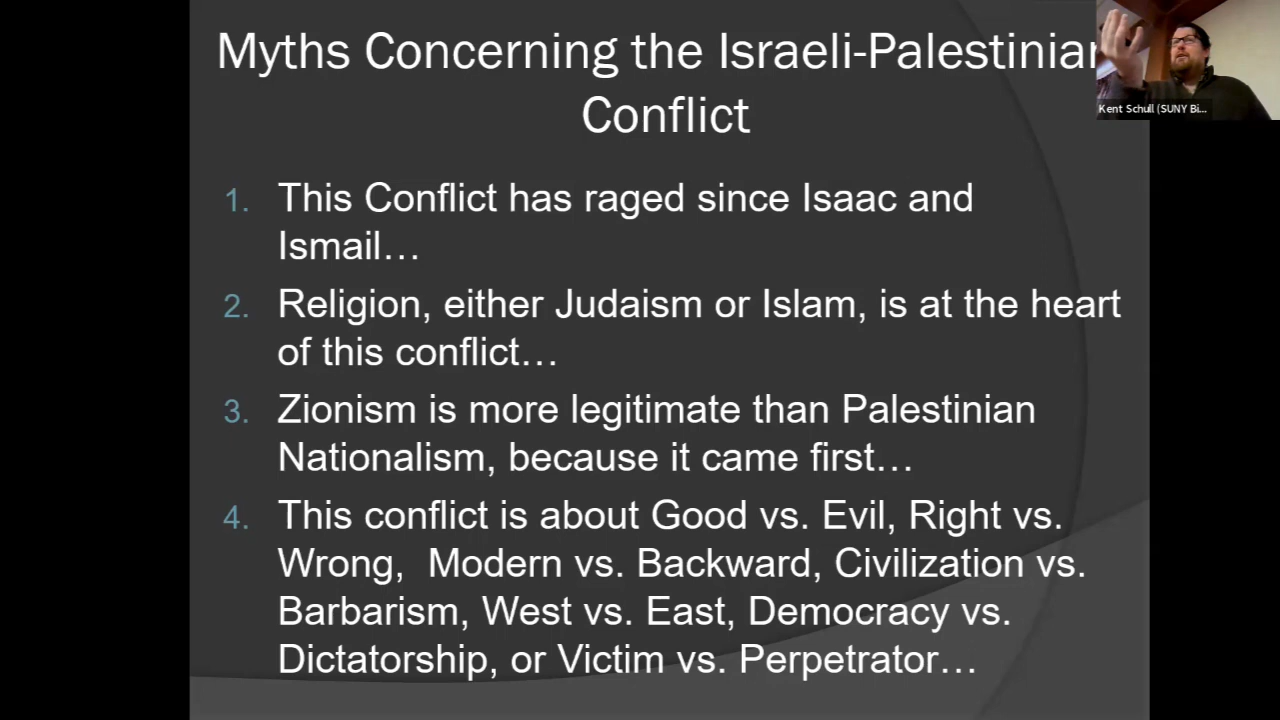 Myths Concerning the Israeli-Palestinian
Conflict
Kent Schull (SUNY Bi...
1. This Conflict has raged since Isaac and
Ismail...
2. Religion, either Judaism or Islam, is at the heart
of this conflict...
3. Zionism is more legitimate than Palestinian
Nationalism, because it came first...
4. This conflict is about Good vs. Evil, Right vs.
Wrong, Modern vs. Backward, Civilization vs.
Barbarism, West vs. East, Democracy vs.
Dictatorship, or Victim vs. Perpetrator...